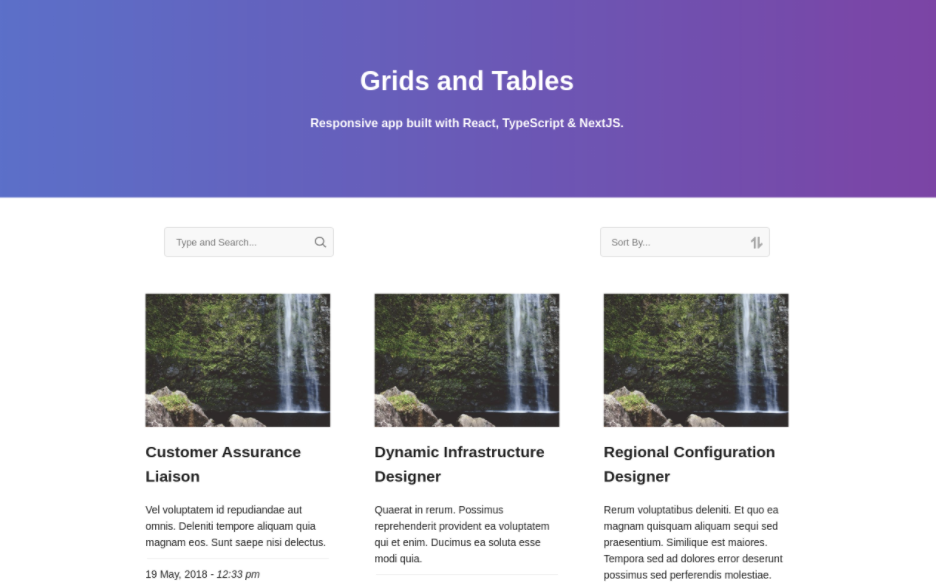 Grids and Tables
Responsive app built with React, TypeScript & NextJS.
Type and Search...
Sort By...
Customer Assurance
Liaison
Vel voluptatem id repudiandae aut
omnis. Deleniti tempore aliquam quia
magnam eos. Sunt saepe nisi delectus.
19 May, 2018 - 12:33 pm
Dynamic Infrastructure
Designer
Quaerat in rerum. Possimus
reprehenderit provident ea voluptatem
qui et enim. Ducimus ea soluta esse
modi quia.
Regional Configuration
Designer
Rerum voluptatibus deleniti. Et quo ea
magnam quisquam aliquam sequi sed
praesentium. Similique est maiores.
Tempora sed ad dolores error deserunt
possimus sed perferendis molestiae.